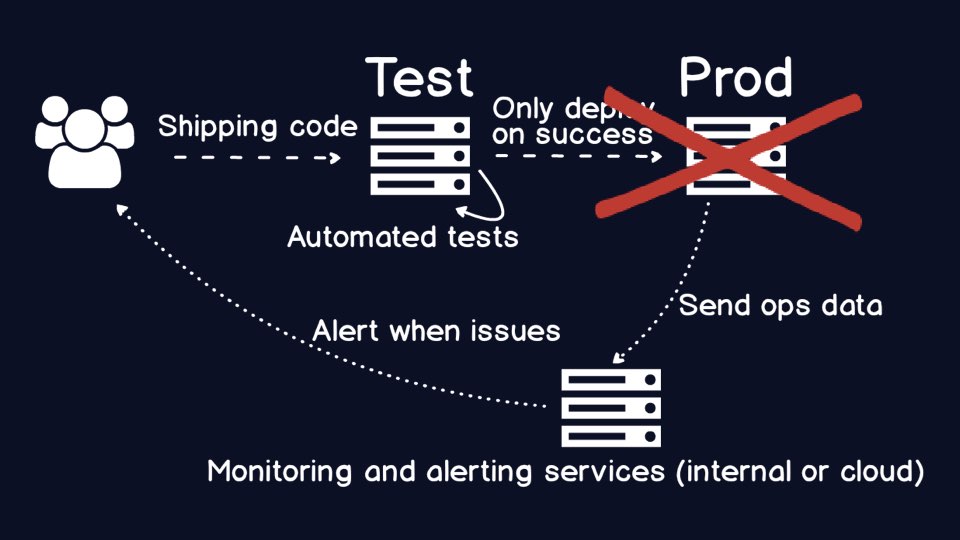 Test
Prod
Shipping code
Only deploy
on success
Automated tests
Send ops data
Alert when issues
Monitoring and alerting services (internal or cloud)